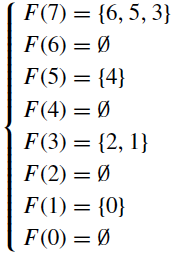 F(7) = {6, 5, 3}
F(6) = Ø
F(5) = {4}
F(4) = Ø
F(3) = {2, 1}
F(2) = Ø
F(1) = {0}
F(0) = Ø